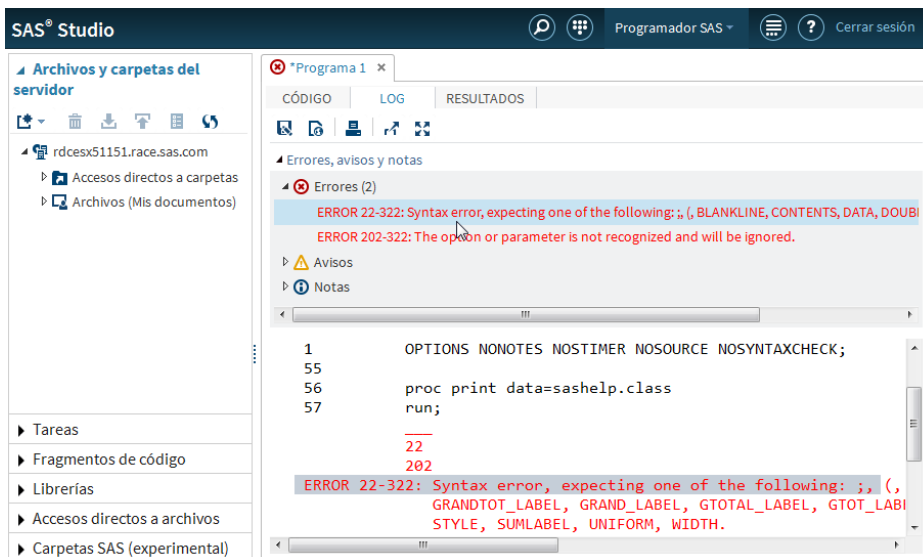 SAS® Studio
Programador SAS
Cerrar sesión
Archivos y carpetas del
servidor
rdcesx51151.race.sas.com
Accesos directos a carpetas
Archivos (Mis documentos)
Tareas
Fragmentos de código
Librerías
Accesos directos a archivos
Carpetas SAS (experimental)
*Programa 1
CÓDIGO LOG RESULTADOS
Errores, avisos y notas
Errores (2)
ERROR 22-322: Syntax error, expecting one of the following: ;, (, BLANKLINE, CONTENTS, DATA, DOUBL
ERROR 202-322: The option or parameter is not recognized and will be ignored.
Avisos
Notas
1 OPTIONS NONOTES NOSTIMER NOSOURCE NOSYNTAXCHECK;
55
56 proc print data=sashelp.class
57 run;
___
22
202
ERROR 22-322: Syntax error, expecting one of the following: ;, (,
GRANDTOT_LABEL, GRAND_LABEL, GTOTAL_LABEL, GTOT_LABE
STYLE, SUMLABEL, UNIFORM, WIDTH.